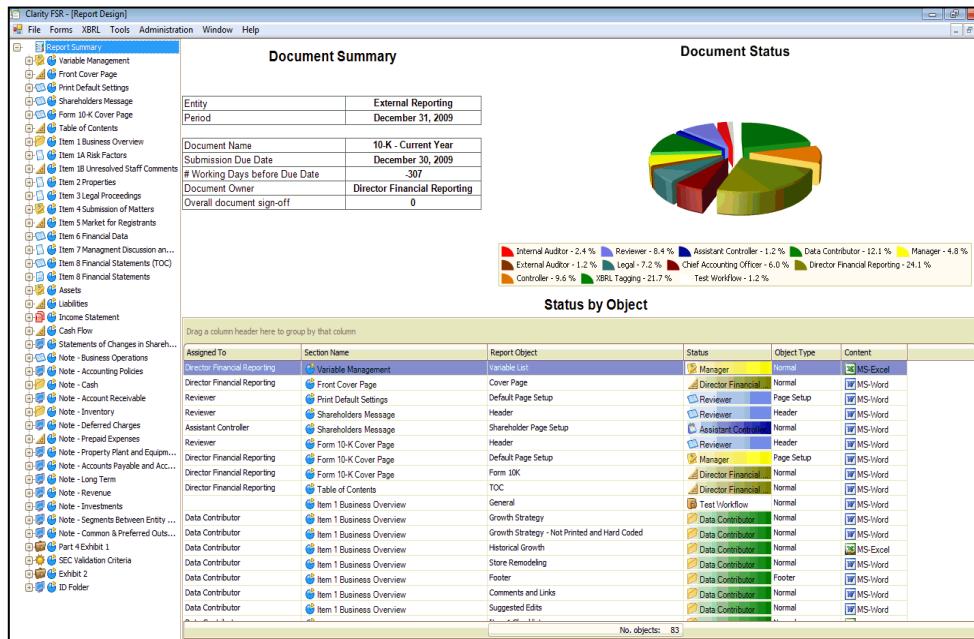 Clarity FSR - [Report Design]
File Forms XBRL Tools Administration Window Help
Report Summary
Variable Management
Front Cover Page
Print Default Settings
Shareholders Message
Form 10-K Cover Page
Table of Contents
Item 1 Business Overview
Item 1A Risk Factors
Item 1B Unresolved Staff Comments
Item 2 Properties
Item 3 Legal Proceedings
Item 4 Submission of Matters
Item 5 Market for Registrants
Item 6 Financial Data
Item 7 Managment Discussion an...
Item 8 Financial Statements (TOC)
Item 8 Financial Statements
Assets
Liabilities
Income Statement
Cash Flow
Statements of Changes in Shareh...
Note - Business Operations
Note - Accounting Policies
Note - Cash
Note - Account Receivable
Note - Inventory
Note - Deferred Charges
Note - Prepaid Expenses
Note - Property Plant and Equipm...
Note - Accounts Payable and Acc...
Note - Long Term
Note - Revenue
Note - Investments
Note - Segments Between Entity ...
Note - Common & Preferred Outs...
Part 4 Exhibit 1
SEC Validation Criteria
Exhibit 2
ID Folder
Document Summary
Entity External Reporting
Period December 31, 2009
Document Name 10-K - Current Year
Submission Due Date December 30, 2009
# Working Days before Due Date -307
Document Owner Director Financial Reporting
Overall document sign-off 0
Document Status
Internal Auditor - 2.4 % Reviewer - 8.4 % Assistant Controller - 1.2 % Data Contributor - 12.1 % Manager - 4.8 %
External Auditor - 1.2 % Legal - 7.2 % Chief Accounting Officer - 6.0 % Director Financial Reporting - 24.1 %
Controller - 9.6 % XBRL Tagging - 21.7 % Test Workflow - 1.2 %
Status by Object
Drag a column header here to group by that column
Assigned To Section Name Report Object Status Object Type Content
Director Financial Reporting Variable Management Variable List Manager Normal MS-Excel
Director Financial Reporting Front Cover Page Cover Page Director Financial ... Normal MS-Word
Reviewer Print Default Settings Default Page Setup Reviewer Page Setup MS-Word
Reviewer Shareholders Message Header Reviewer Header MS-Word
Assistant Controller Shareholders Message Shareholder Page Setup Assistant Controller Normal MS-Word
Reviewer Form 10-K Cover Page Header Reviewer Header MS-Word
Director Financial Reporting Form 10-K Cover Page Default Page Setup Manager Page Setup MS-Word
Director Financial Reporting Form 10-K Cover Page Form 10K Director Financial ... Normal MS-Word
Director Financial Reporting Table of Contents TOC Director Financial ... Normal MS-Word
Item 1 Business Overview General Test Workflow Normal MS-Word
Data Contributor Item 1 Business Overview Growth Strategy Data Contributor Normal MS-Word
Data Contributor Item 1 Business Overview Growth Strategy - Not Printed and Hard Coded Data Contributor Normal MS-Word
Data Contributor Item 1 Business Overview Historical Growth Data Contributor Normal MS-Excel
Data Contributor Item 1 Business Overview Store Remodeling Data Contributor Normal MS-Word
Data Contributor Item 1 Business Overview Footer Data Contributor Footer MS-Word
Data Contributor Item 1 Business Overview Comments and Links Data Contributor Normal MS-Word
Data Contributor Item 1 Business Overview Suggested Edits Data Contributor Normal MS-Word
No. objects: 83